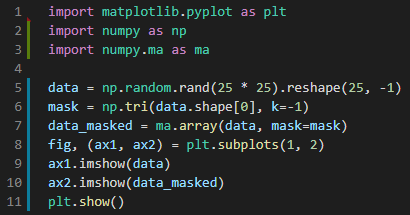 1 import matplotlib.pyplot as plt
2 import numpy as np
3 import numpy.ma as ma
4
5 data = np.random.rand(25 * 25).reshape(25, -1)
6 mask = np.tri(data.shape[0], k=-1)
7 data_masked = ma.array(data, mask=mask)
8 fig, (ax1, ax2) = plt.subplots(1, 2)
9 ax1.imshow(data)
10 ax2.imshow(data_masked)
11 plt.show()